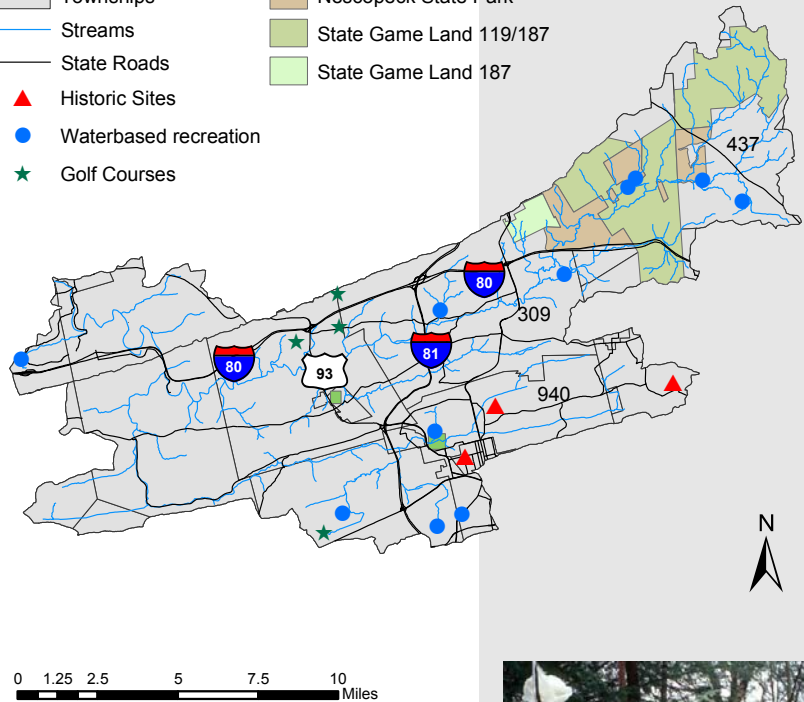 Townships
Nescopeck State Park
Streams
State Game Land 119/187
State Roads
State Game Land 187
Historic Sites
Waterbased recreation
Golf Courses
437
80
309
81
80
93
940
N
0 1.25 2.5 5 7.5 10
Miles